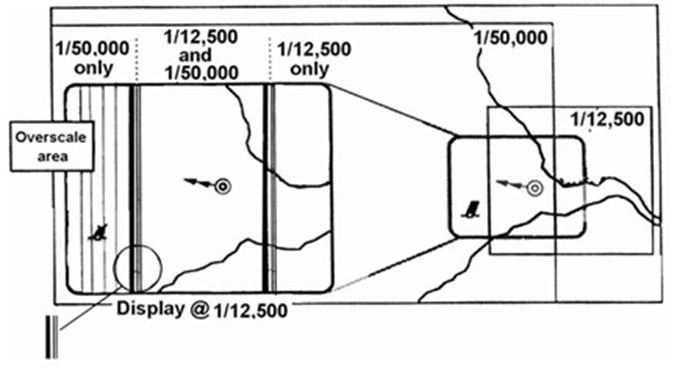 1/50,000
only
1/12,500
and
1/50,000
1/12,500
only
1/50,000
1/12,500
Overscale
area
Display @ 1/12,500